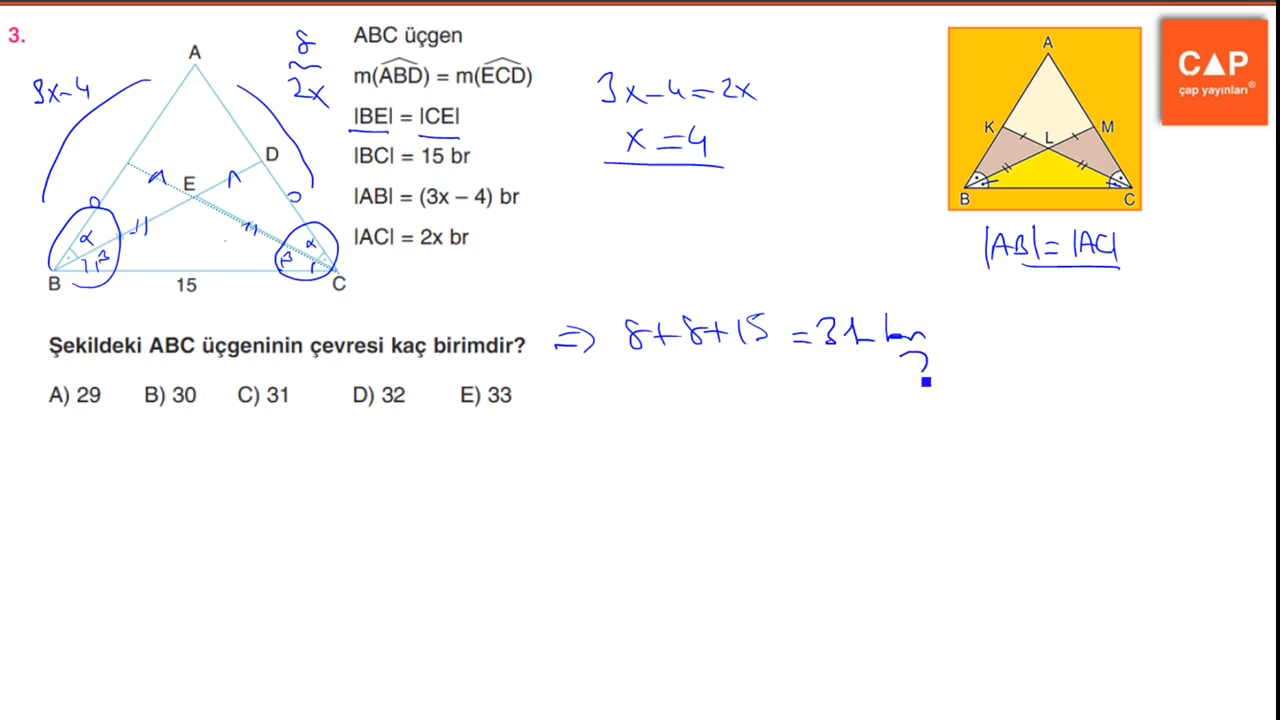 3.
A
D
E
B
C
15
3x-4
8
2x
α
β
α
β
ABC üçgen
m(ABD) = m(ECD)
|BE| = |CE|
|BC| = 15 br
|AB| = (3x – 4) br
|AC| = 2x br
3x-4=2x
x=4
A
K
M
L
B
C
|AB|=|AC|
ÇAP
çap yayınları®
Şekildeki ABC üçgeninin çevresi kaç birimdir?
⇒ 8+8+15=31 br
?
A) 29 B) 30 C) 31 D) 32 E) 33